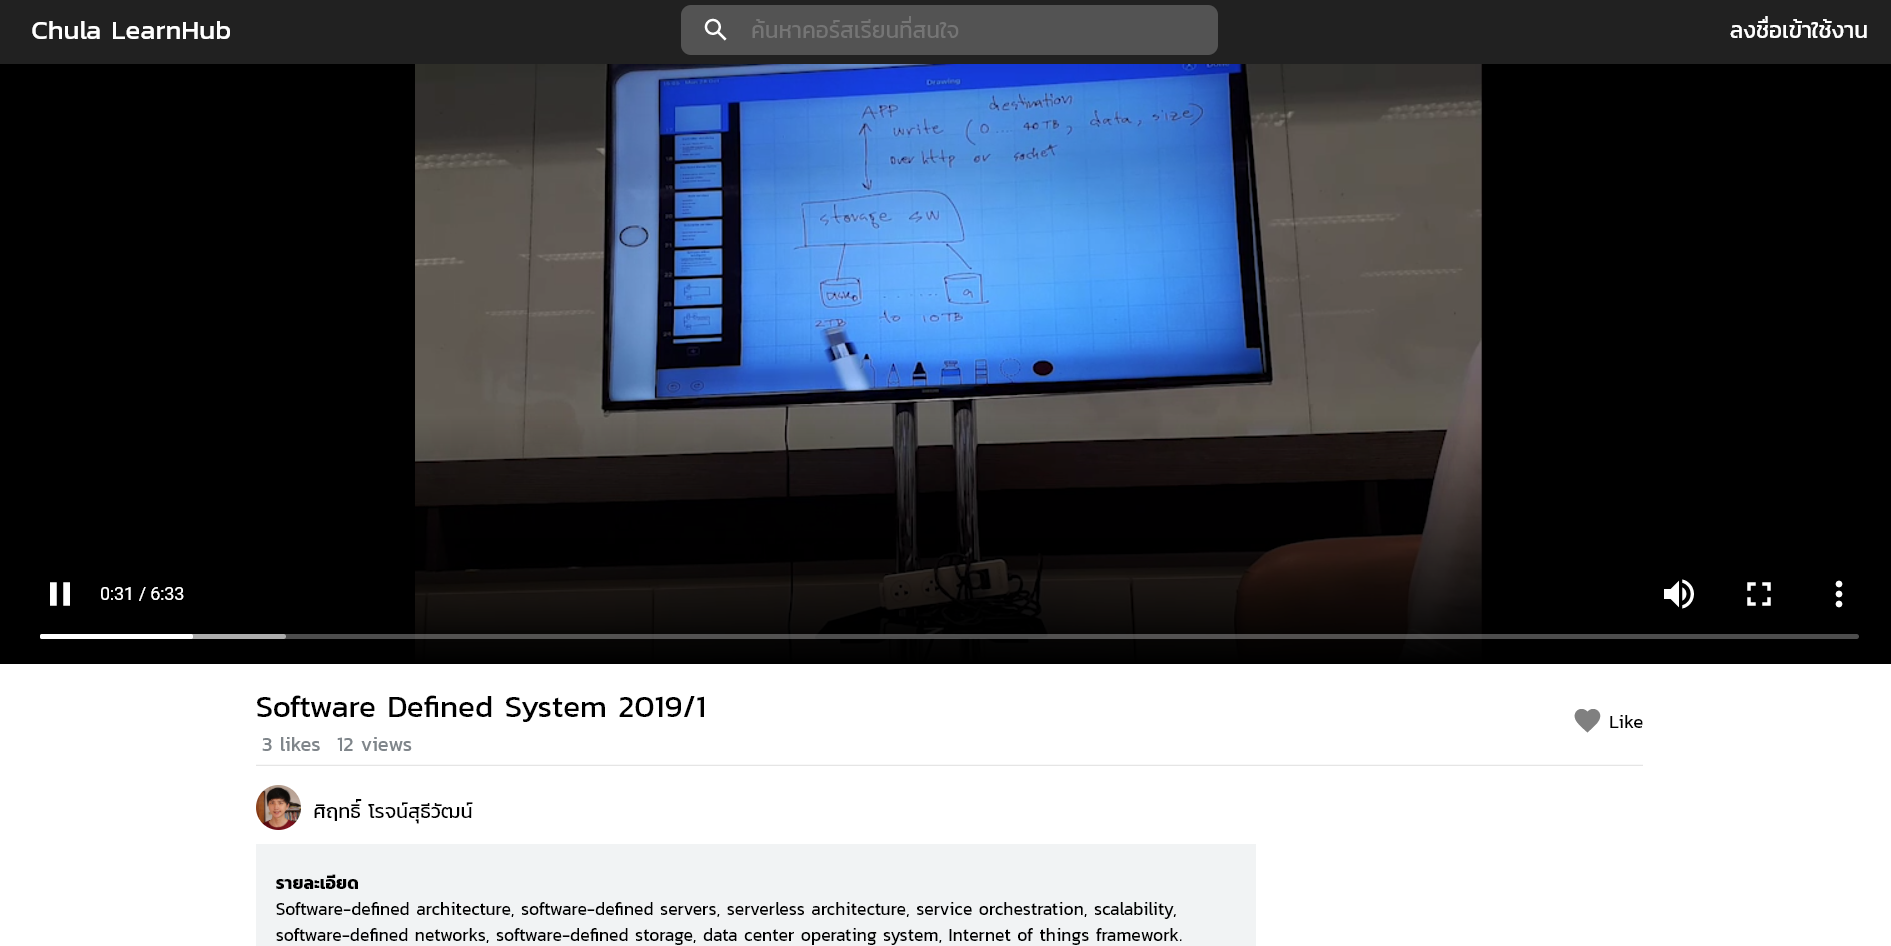 Chula LearnHub
ค้นหาคอร์สเรียนที่สนใจ
ลงชื่อเข้าใช้งาน
Drawing
APP
destination
write (0 .... 40TB, data, size)
over http or socket
storage sw
disk0 ...... 9
2TB to 10TB
0:31 / 6:33
Software Defined System 2019/1
Like
3 likes 12 views
ศิฤทธิ์ โรจน์สุธีวัฒน์
รายละเอียด
Software-defined architecture, software-defined servers, serverless architecture, service orchestration, scalability,
software-defined networks, software-defined storage, data center operating system, Internet of things framework.